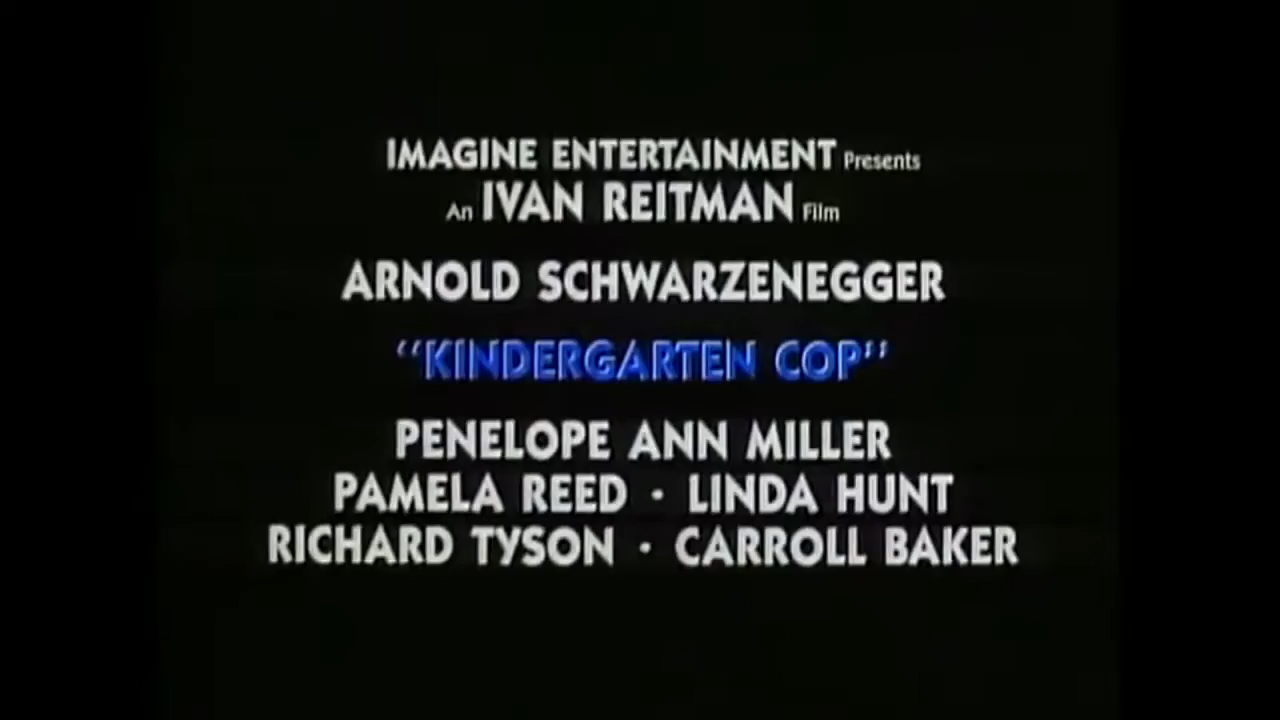 IMAGINE ENTERTAINMENT Presents
An IVAN REITMAN Film
ARNOLD SCHWARZENEGGER
"KINDERGARTEN COP"
PENELOPE ANN MILLER
PAMELA REED · LINDA HUNT
RICHARD TYSON · CARROLL BAKER